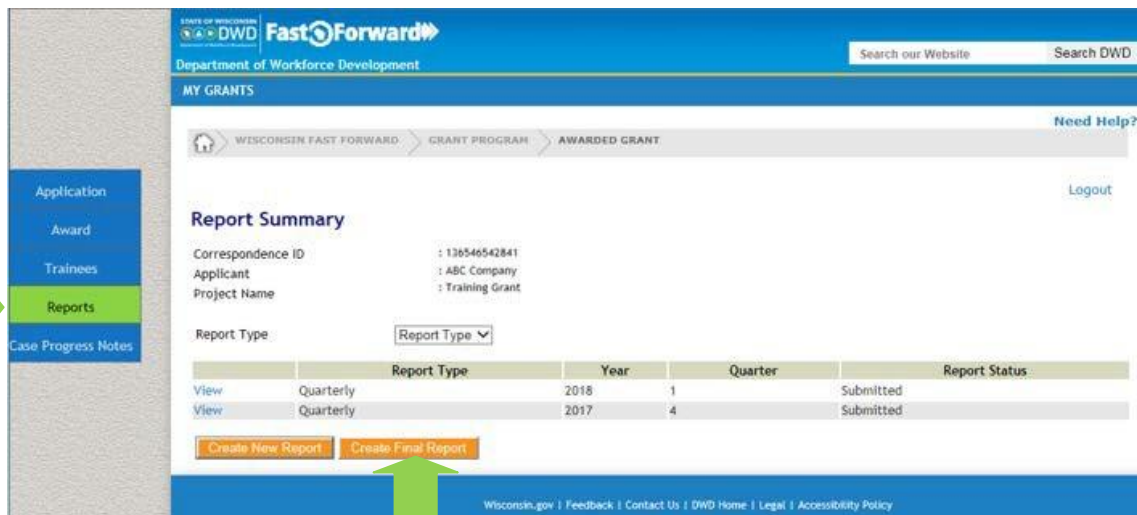 STATE OF WISCONSIN
DWD Fast Forward
Department of Workforce Development
Search our Website Search DWD
MY GRANTS
Need Help?
WISCONSIN FAST FORWARD GRANT PROGRAM AWARDED GRANT
Logout
Application
Award
Trainees
Reports
Case Progress Notes
Report Summary
Correspondence ID : 136546542841
Applicant : ABC Company
Project Name : Training Grant
Report Type Report Type
Report Type Year Quarter Report Status
View Quarterly 2018 1 Submitted
View Quarterly 2017 4 Submitted
Create New Report Create Final Report
Wisconsin.gov | Feedback | Contact Us | DWD Home | Legal | Accessibility Policy